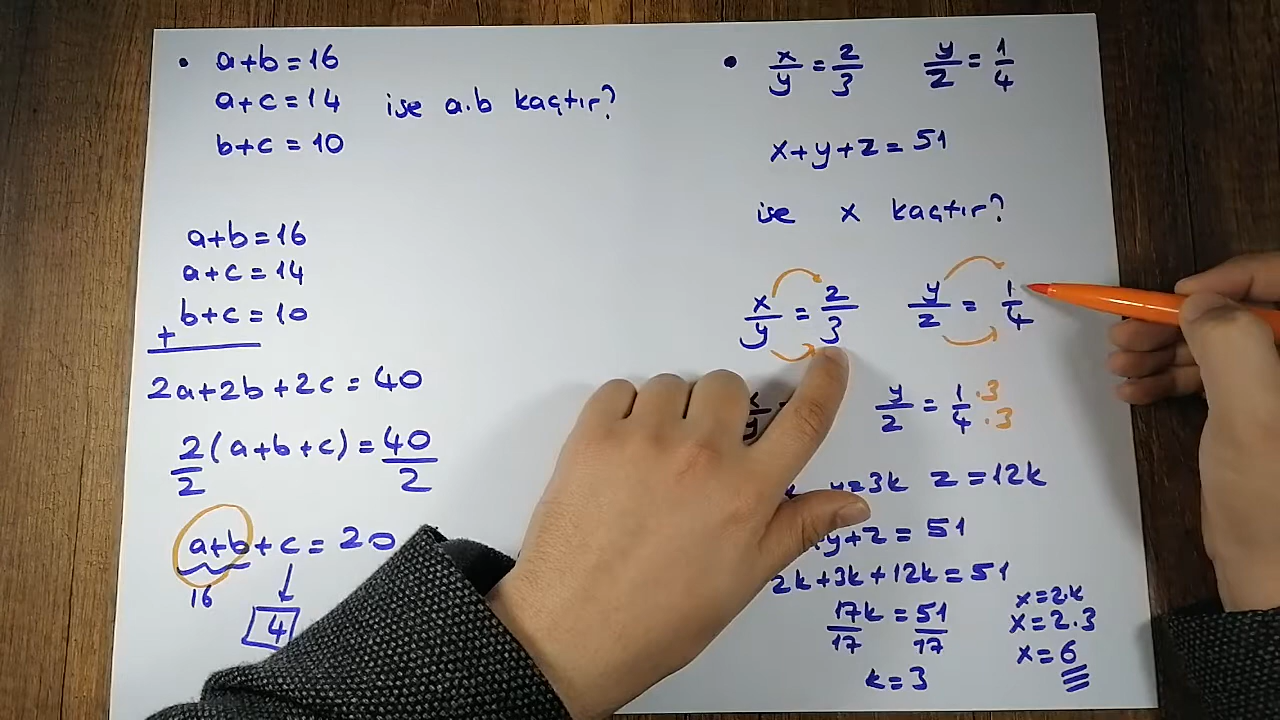 • a+b=16
a+c=14 ise a.b kaçtır?
b+c=10
a+b=16
a+c=14
+ b+c=10
2a+2b+2c=40
2/2 (a+b+c)=40/2
a+b+c=20
16
4
• x/y=2/3 y/z=1/4
x+y+z=51
ise x kaçtır?
x/y=2/3 y/z=1/4
x/y= y/z=1/4 .3 .3
y=3k z=12k
+y+z=51
2k+3k+12k=51
17k/17=51/17
k=3
x=2.k
x=2.3
x=6